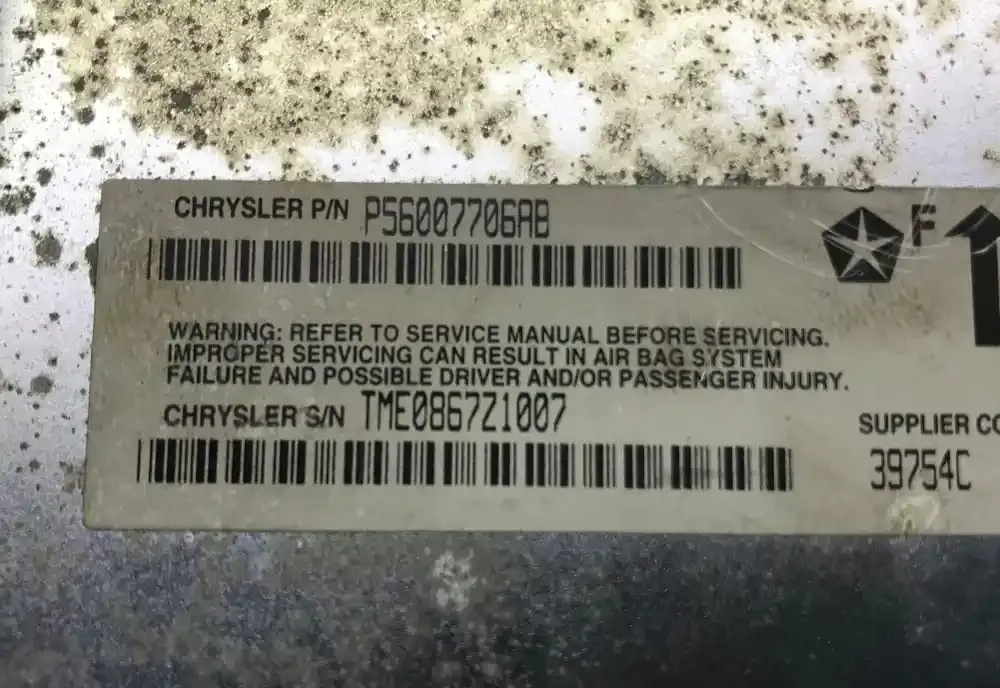 CHRYSLER P/N P56007706AB
F
WARNING: REFER TO SERVICE MANUAL BEFORE SERVICING.
IMPROPER SERVICING CAN RESULT IN AIR BAG SYSTEM
FAILURE AND POSSIBLE DRIVER AND/OR PASSENGER INJURY.
CHRYSLER S/N TME0867Z1007
SUPPLIER
39754C